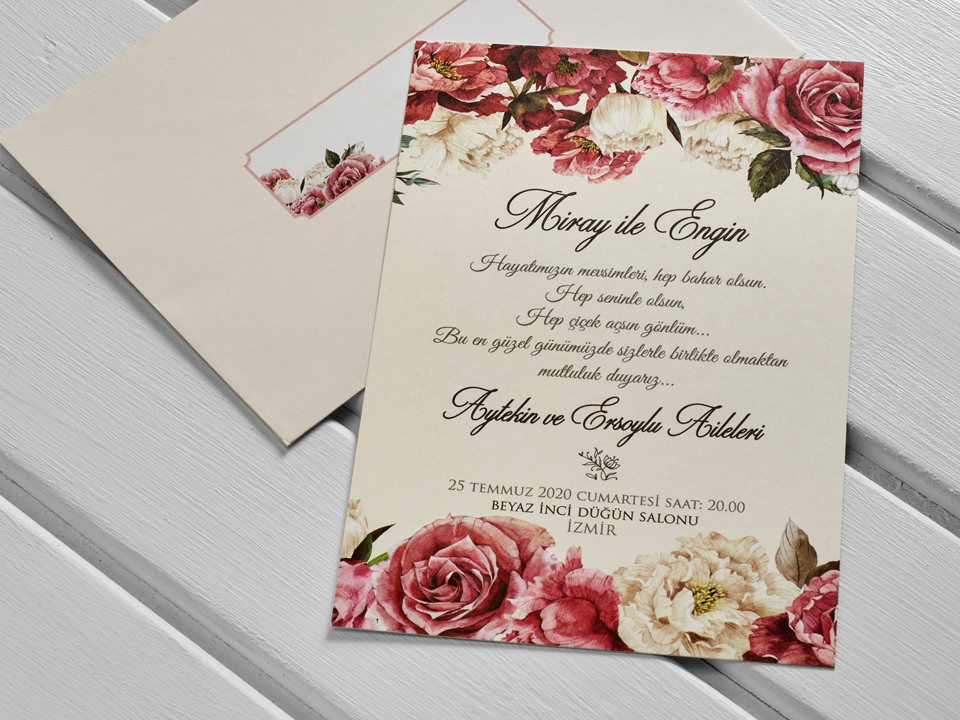 Miray ile Engin
Hayatımızın mevsimleri, hep bahar olsun.
Hep seninle olsun,
Hep çiçek açsın gönlüm...
Bu en güzel günümüzde sizlerle birlikte olmaktan
mutluluk duyarız...
Aytekin ve Ersoylu Aileleri
25 TEMMUZ 2020 CUMARTESİ SAAT: 20.00
BEYAZ İNCİ DÜĞÜN SALONU
İZMİR